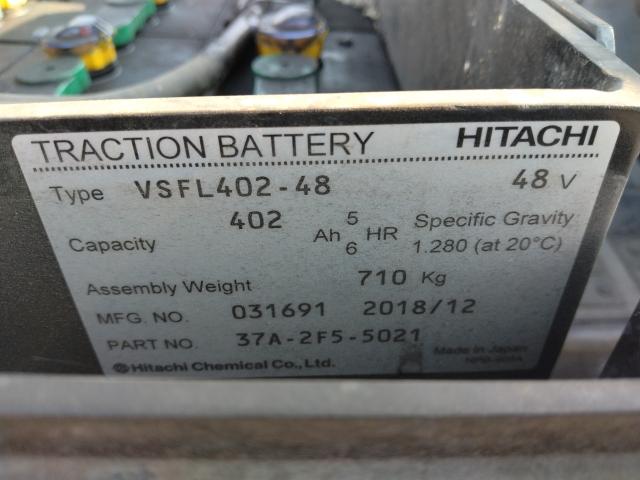 TRACTION BATTERY HITACHI
Type VSFL402-48 48 V
Capacity 402 Ah 5 HR Specific Gravity
6 1.280 (at 20°C)
Assembly Weight 710 Kg
MFG. NO. 031691 2018/12
PART NO. 37A-2F5-5021
Hitachi Chemical Co., Ltd. Made in Japan